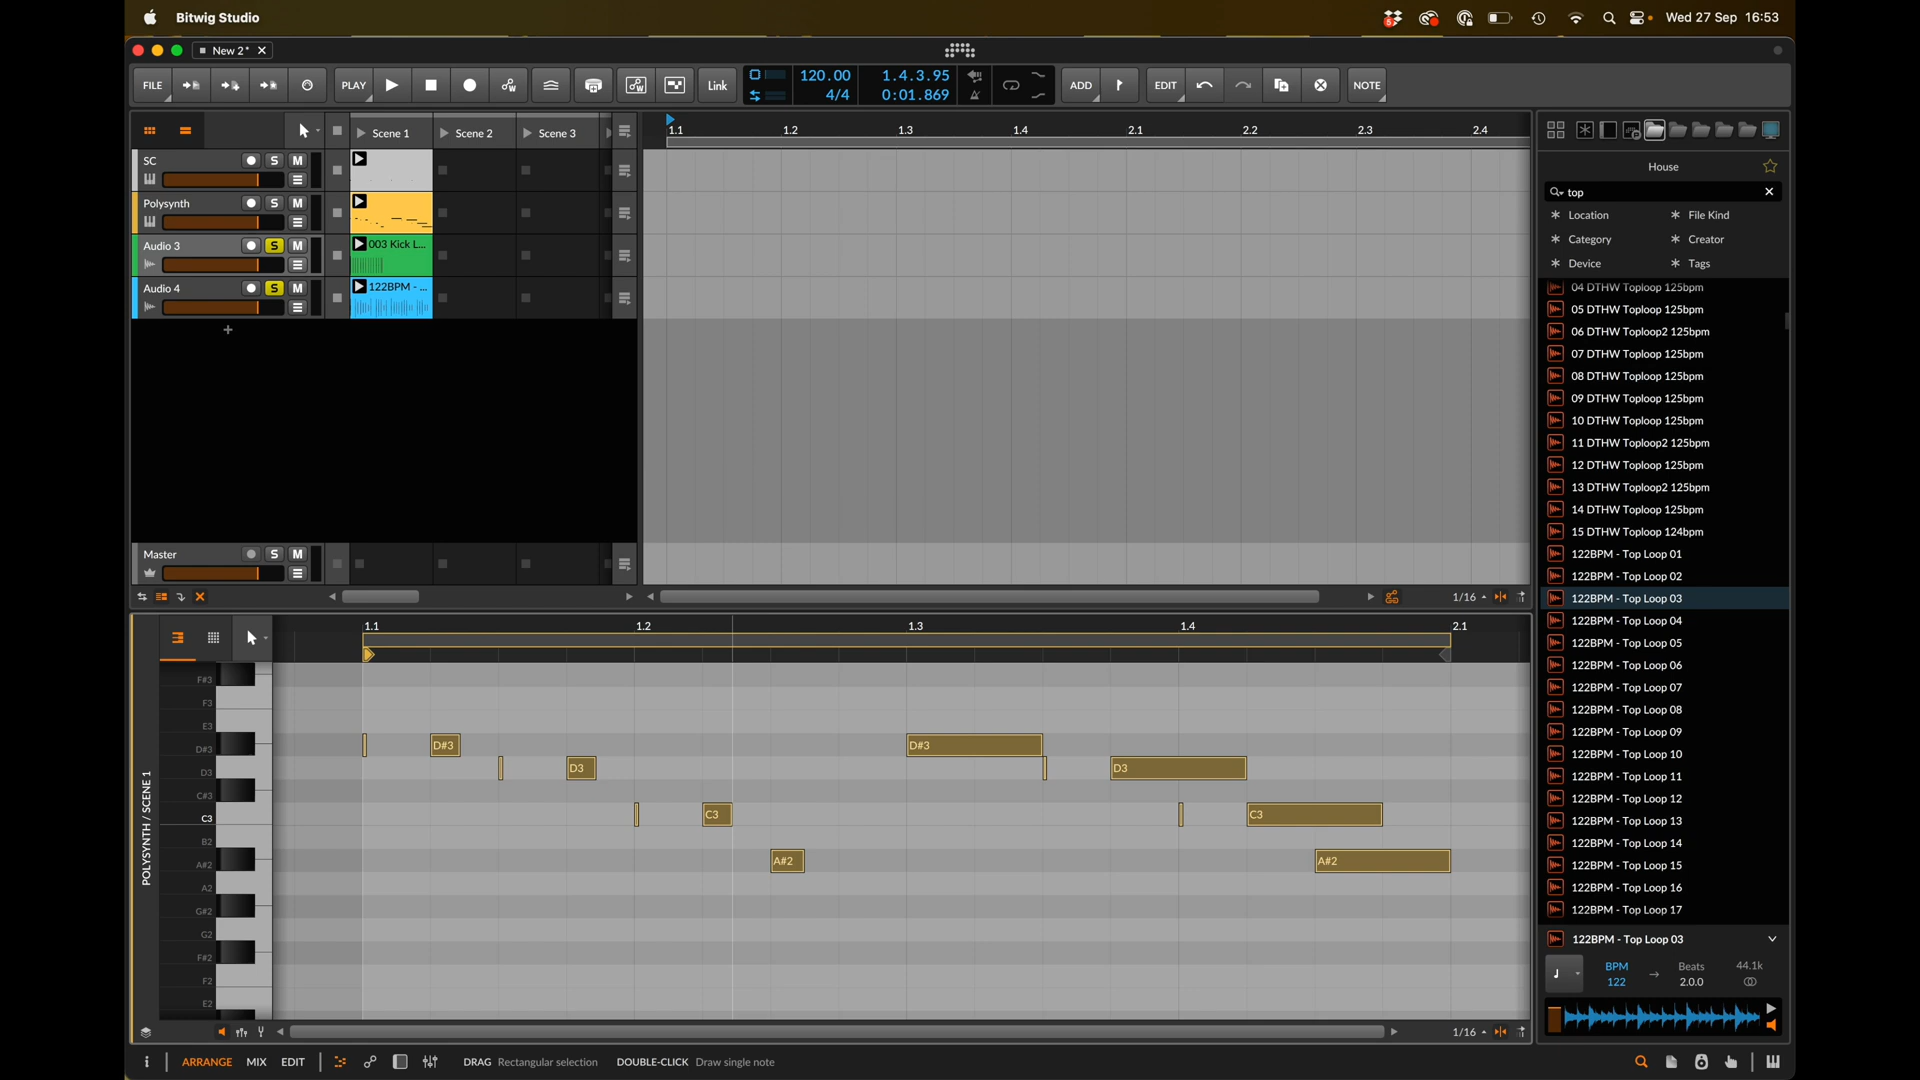 Bitwig Studio
5
Wed 27 Sep 16:53
New 2*
FILE
PLAY
Link
120.00
4/4
1.4.3.95
0:01.869
ADD
EDIT
NOTE
Scene 1
Scene 2
Scene 3
1.1
1.2
1.3
1.4
2.1
2.2
2.3
2.4
SC
S
M
Polysynth
S
M
Audio 3
S
M
003 Kick L...
Audio 4
S
M
122BPM - ...
+
Master
S
M
1/16
House
top
Location
File Kind
Category
Creator
Device
Tags
04 DTHW Toploop 125bpm
05 DTHW Toploop 125bpm
06 DTHW Toploop2 125bpm
07 DTHW Toploop 125bpm
08 DTHW Toploop 125bpm
09 DTHW Toploop 125bpm
10 DTHW Toploop 125bpm
11 DTHW Toploop2 125bpm
12 DTHW Toploop 125bpm
13 DTHW Toploop2 125bpm
14 DTHW Toploop 125bpm
15 DTHW Toploop 124bpm
122BPM - Top Loop 01
122BPM - Top Loop 02
122BPM - Top Loop 03
122BPM - Top Loop 04
122BPM - Top Loop 05
122BPM - Top Loop 06
122BPM - Top Loop 07
122BPM - Top Loop 08
122BPM - Top Loop 09
122BPM - Top Loop 10
122BPM - Top Loop 11
122BPM - Top Loop 12
122BPM - Top Loop 13
122BPM - Top Loop 14
122BPM - Top Loop 15
122BPM - Top Loop 16
122BPM - Top Loop 17
122BPM - Top Loop 03
BPM
122
Beats
2.0.0
44.1k
1.1
1.2
1.3
1.4
2.1
POLYSYNTH / SCENE 1
F#3
F3
E3
D#3
D3
C#3
C3
B2
A#2
A2
G#2
G2
F#2
F2
E2
D#3
D3
C3
A#2
D#3
D3
C3
A#2
1/16
ARRANGE
MIX
EDIT
DRAG Rectangular selection
DOUBLE-CLICK Draw single note